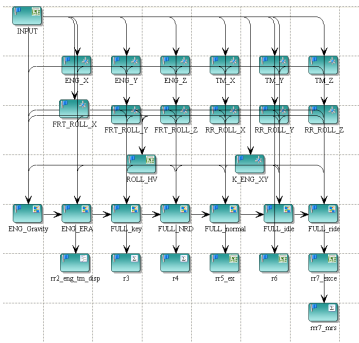 INPUT
ENG_X ENG_Y ENG_Z TM_X TM_Y TM_Z
FRT_ROLL_X FRT_ROLL_Y FRT_ROLL_Z RR_ROLL_X RR_ROLL_Y RR_ROLL_Z
ROLL_HV K_ENG_XY
ENG_Gravity ENG_ERA FULL_key FULL_NRD FULL_normal FULL_idle FULL_ride
rr2_eng_tm_disp r3 r4 rr5_ex r6 rr7_exce
rrr7_mrs